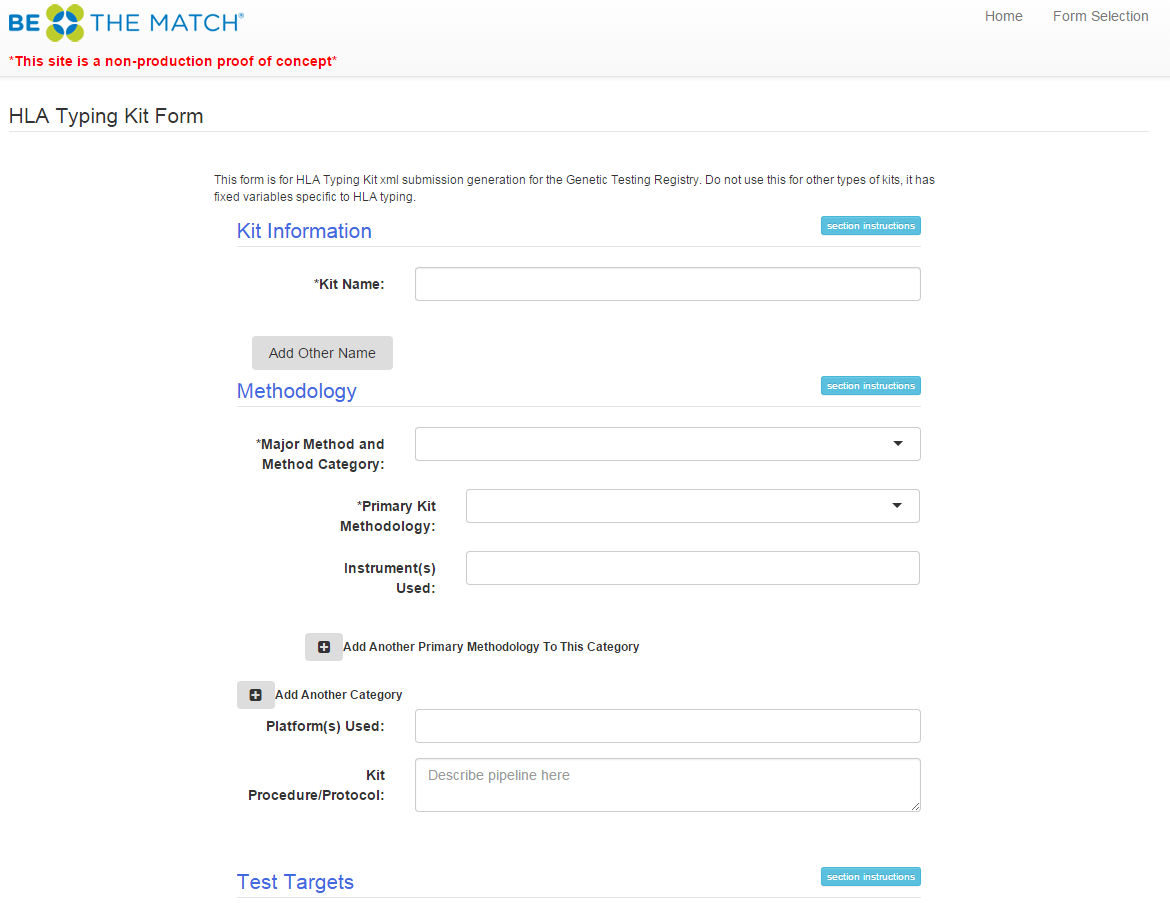 BE THE MATCH®
Home Form Selection
*This site is a non-production proof of concept*
HLA Typing Kit Form
This form is for HLA Typing Kit xml submission generation for the Genetic Testing Registry. Do not use this for other types of kits, it has
fixed variables specific to HLA typing.
Kit Information
section instructions
*Kit Name:
Add Other Name
Methodology
section instructions
*Major Method and
Method Category:
*Primary Kit
Methodology:
Instrument(s)
Used:
Add Another Primary Methodology To This Category
Add Another Category
Platform(s) Used:
Kit
Procedure/Protocol:
Describe pipeline here
Test Targets
section instructions